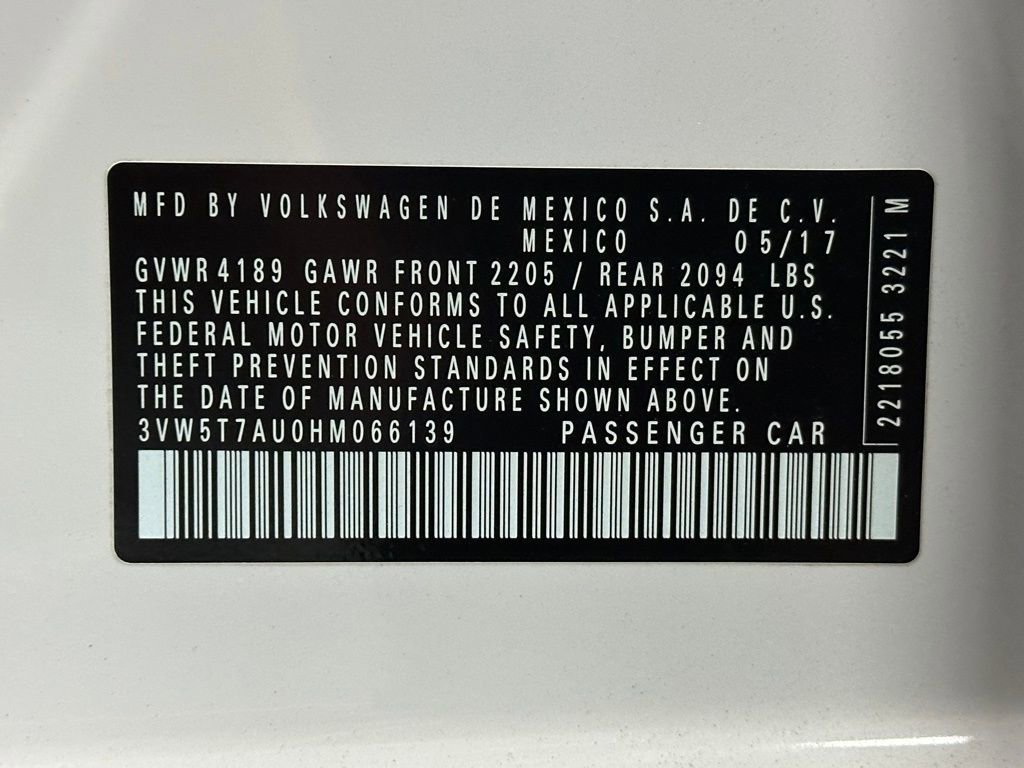 MFD BY VOLKSWAGEN DE MEXICO S.A. DE C.V.
MEXICO 05/17
GVWR 4189 GAWR FRONT 2205 / REAR 2094 LBS
THIS VEHICLE CONFORMS TO ALL APPLICABLE U.S.
FEDERAL MOTOR VEHICLE SAFETY, BUMPER AND
THEFT PREVENTION STANDARDS IN EFFECT ON
THE DATE OF MANUFACTURE SHOWN ABOVE.
3VW5T7AU0HM066139 PASSENGER CAR
2218055 3221 M